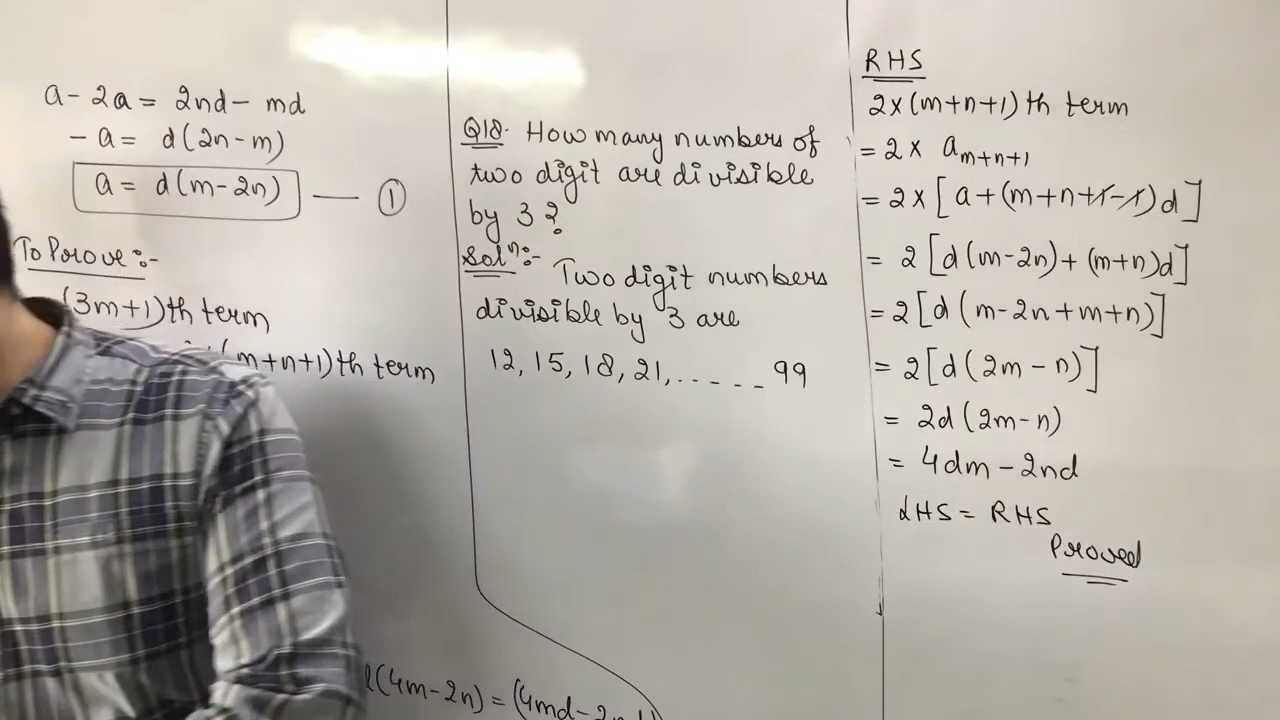 a - 2a = 2nd - md
- a = d(2n - m)
a = d(m - 2n) — ①
To Prove :-
(3m+1)th term
(m+n+1)th term
(4m-2n) = (4md-2
Q18. How many numbers of
two digit are divisible
by 3?
Solⁿ:- Two digit numbers
divisible by 3 are
12, 15, 18, 21, ...... 99
RHS
2×(m+n+1)th term
= 2× a_{m+n+1}
= 2×[a+(m+n+1-1)d]
= 2[d(m-2n)+(m+n)d]
= 2[d(m-2n+m+n)]
= 2[d(2m-n)]
= 2d(2m-n)
= 4dm-2nd
LHS = RHS
Proved